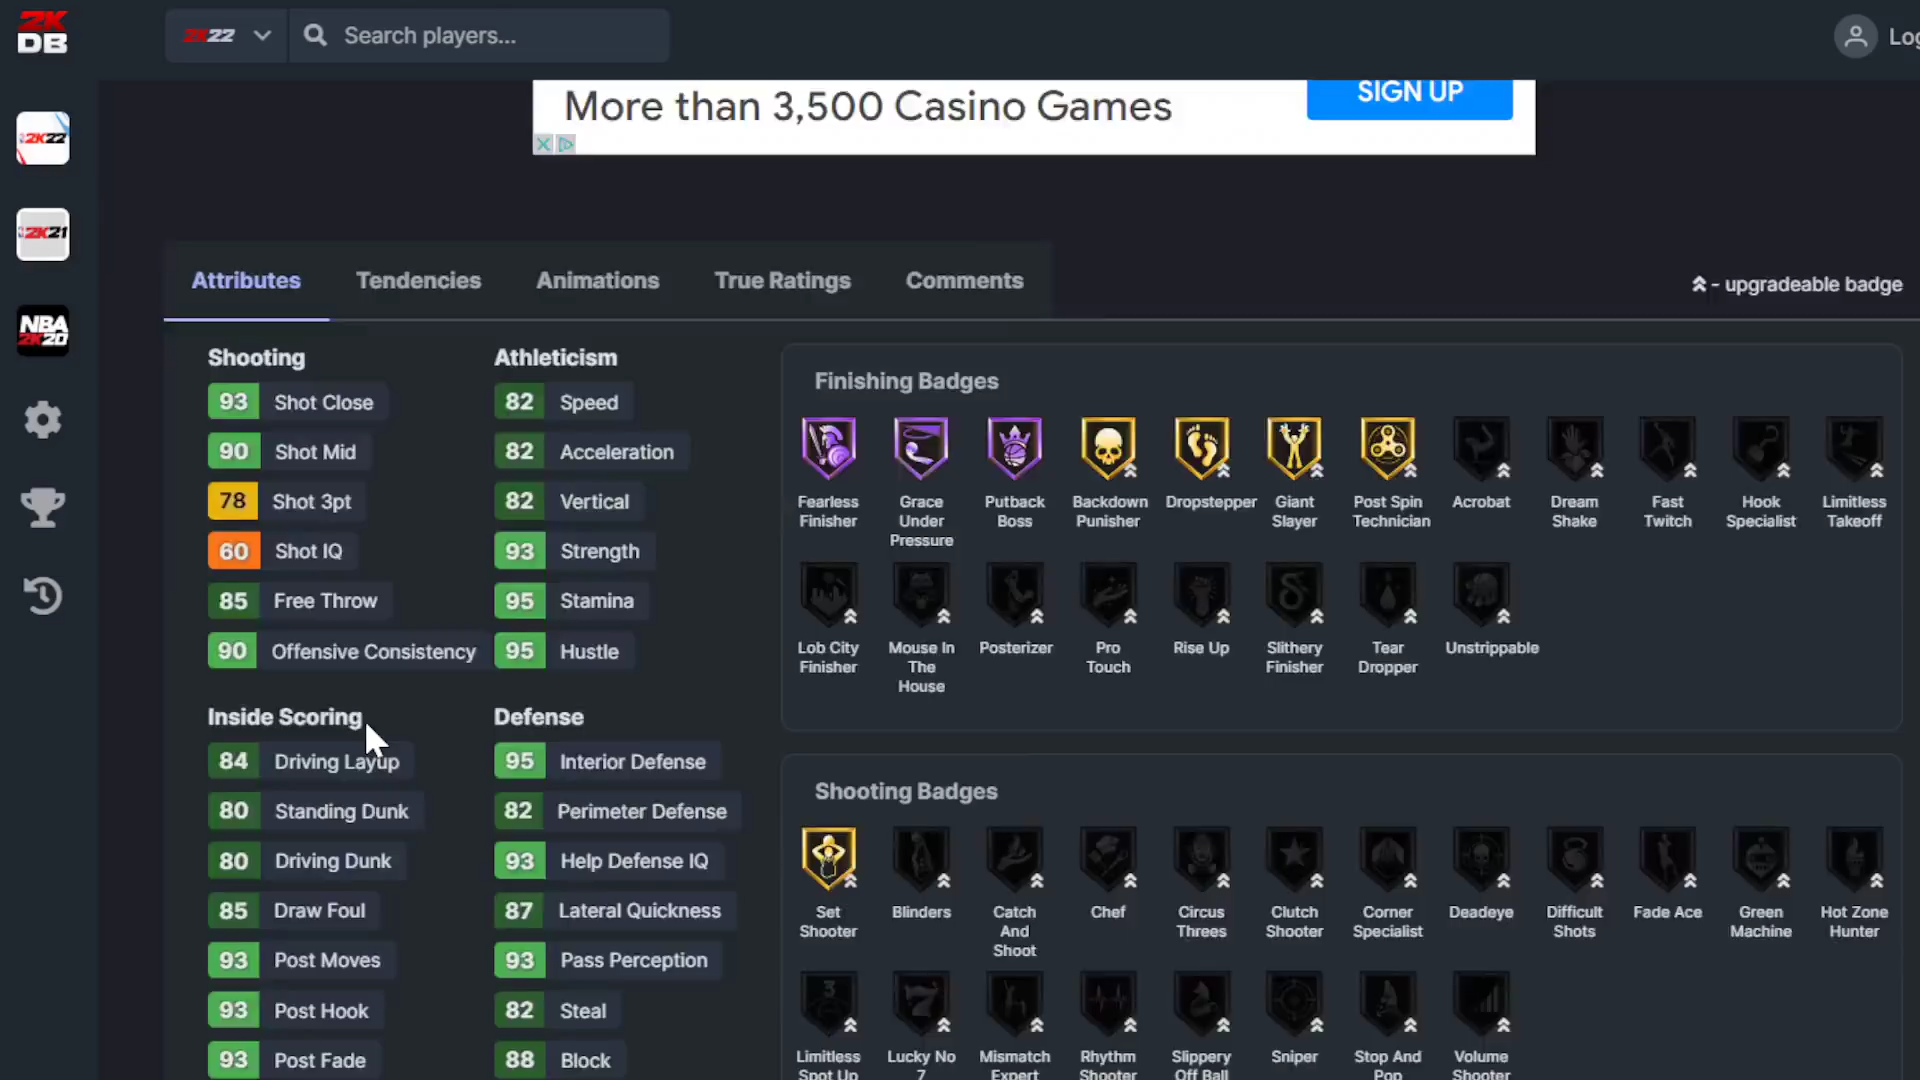 2K
DB
2K22
Search players...
Log
More than 3,500 Casino Games
SIGN UP
2K22
2K21
NBA
2K20
Attributes
Tendencies
Animations
True Ratings
Comments
- upgradeable badge
Shooting
93 Shot Close
90 Shot Mid
78 Shot 3pt
60 Shot IQ
85 Free Throw
90 Offensive Consistency
Athleticism
82 Speed
82 Acceleration
82 Vertical
93 Strength
95 Stamina
95 Hustle
Inside Scoring
84 Driving Layup
80 Standing Dunk
80 Driving Dunk
85 Draw Foul
93 Post Moves
93 Post Hook
93 Post Fade
Defense
95 Interior Defense
82 Perimeter Defense
93 Help Defense IQ
87 Lateral Quickness
93 Pass Perception
82 Steal
88 Block
Finishing Badges
Fearless
Finisher
Grace
Under
Pressure
Putback
Boss
Backdown
Punisher
Dropstepper
Giant
Slayer
Post Spin
Technician
Acrobat
Dream
Shake
Fast
Twitch
Hook
Specialist
Limitless
Takeoff
Lob City
Finisher
Mouse In
The
House
Posterizer
Pro
Touch
Rise Up
Slithery
Finisher
Tear
Dropper
Unstrippable
Shooting Badges
Set
Shooter
Blinders
Catch
And
Shoot
Chef
Circus
Threes
Clutch
Shooter
Corner
Specialist
Deadeye
Difficult
Shots
Fade Ace
Green
Machine
Hot Zone
Hunter
Limitless
Spot Up
Lucky No
7
Mismatch
Expert
Rhythm
Shooter
Slippery
Off Ball
Sniper
Stop And
Pop
Volume
Shooter